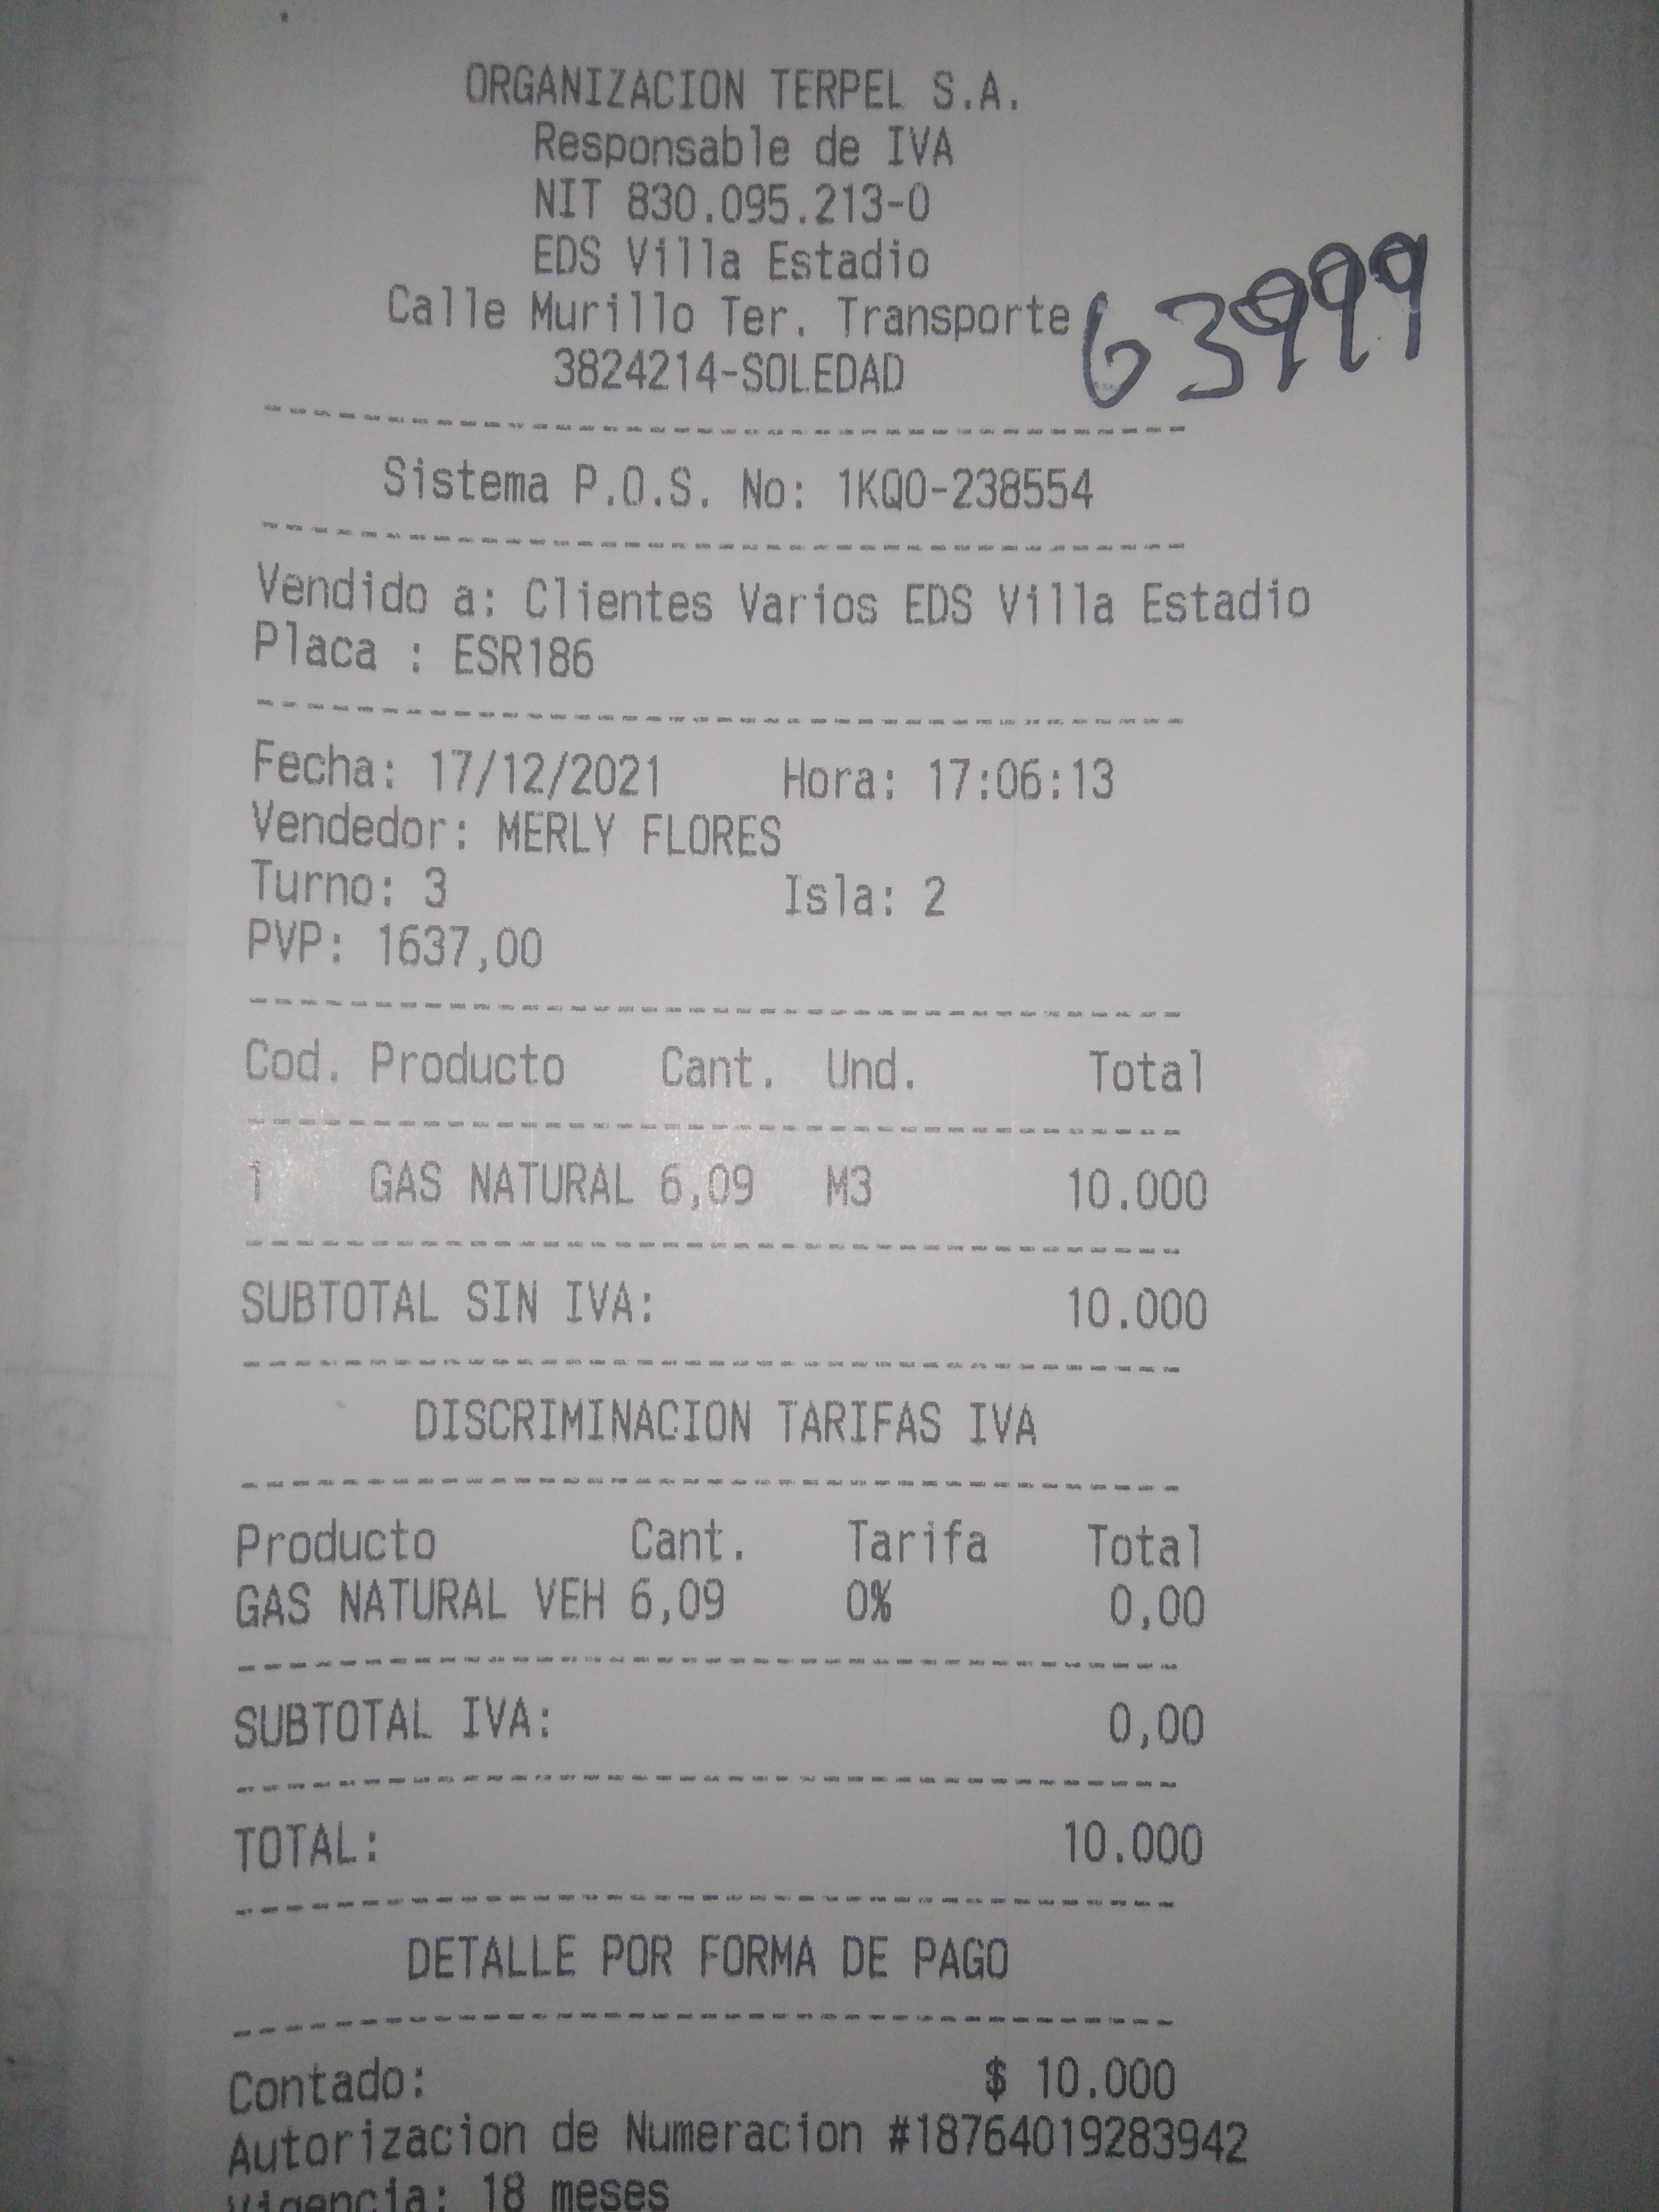 ORGANIZACION TERPEL S.A.
Responsable de IVA
NIT 830.095.213-0
EDS Villa Estadio
Calle Murillo Ter. Transporte
63999
3824214-SOLEDAD
Sistema P.O.S. No: 1KQ0-238554
Vendido a: Clientes Varios EDS Villa Estadio
Placa : ESR186
Fecha: 17/12/2021 Hora: 17:06:13
Vendedor: MERLY FLORES
Turno: 3 Isla: 2
PVP: 1637,00
Cod. Producto Cant. Und. Total
1 GAS NATURAL 6,09 M3 10.000
SUBTOTAL SIN IVA: 10.000
DISCRIMINACION TARIFAS IVA
Producto Cant. Tarifa Total
GAS NATURAL VEH 6,09 0% 0,00
SUBTOTAL IVA: 0,00
TOTAL: 10.000
DETALLE POR FORMA DE PAGO
Contado: $ 10.000
Autorizacion de Numeracion #18764019283942
Vigencia: 18 meses